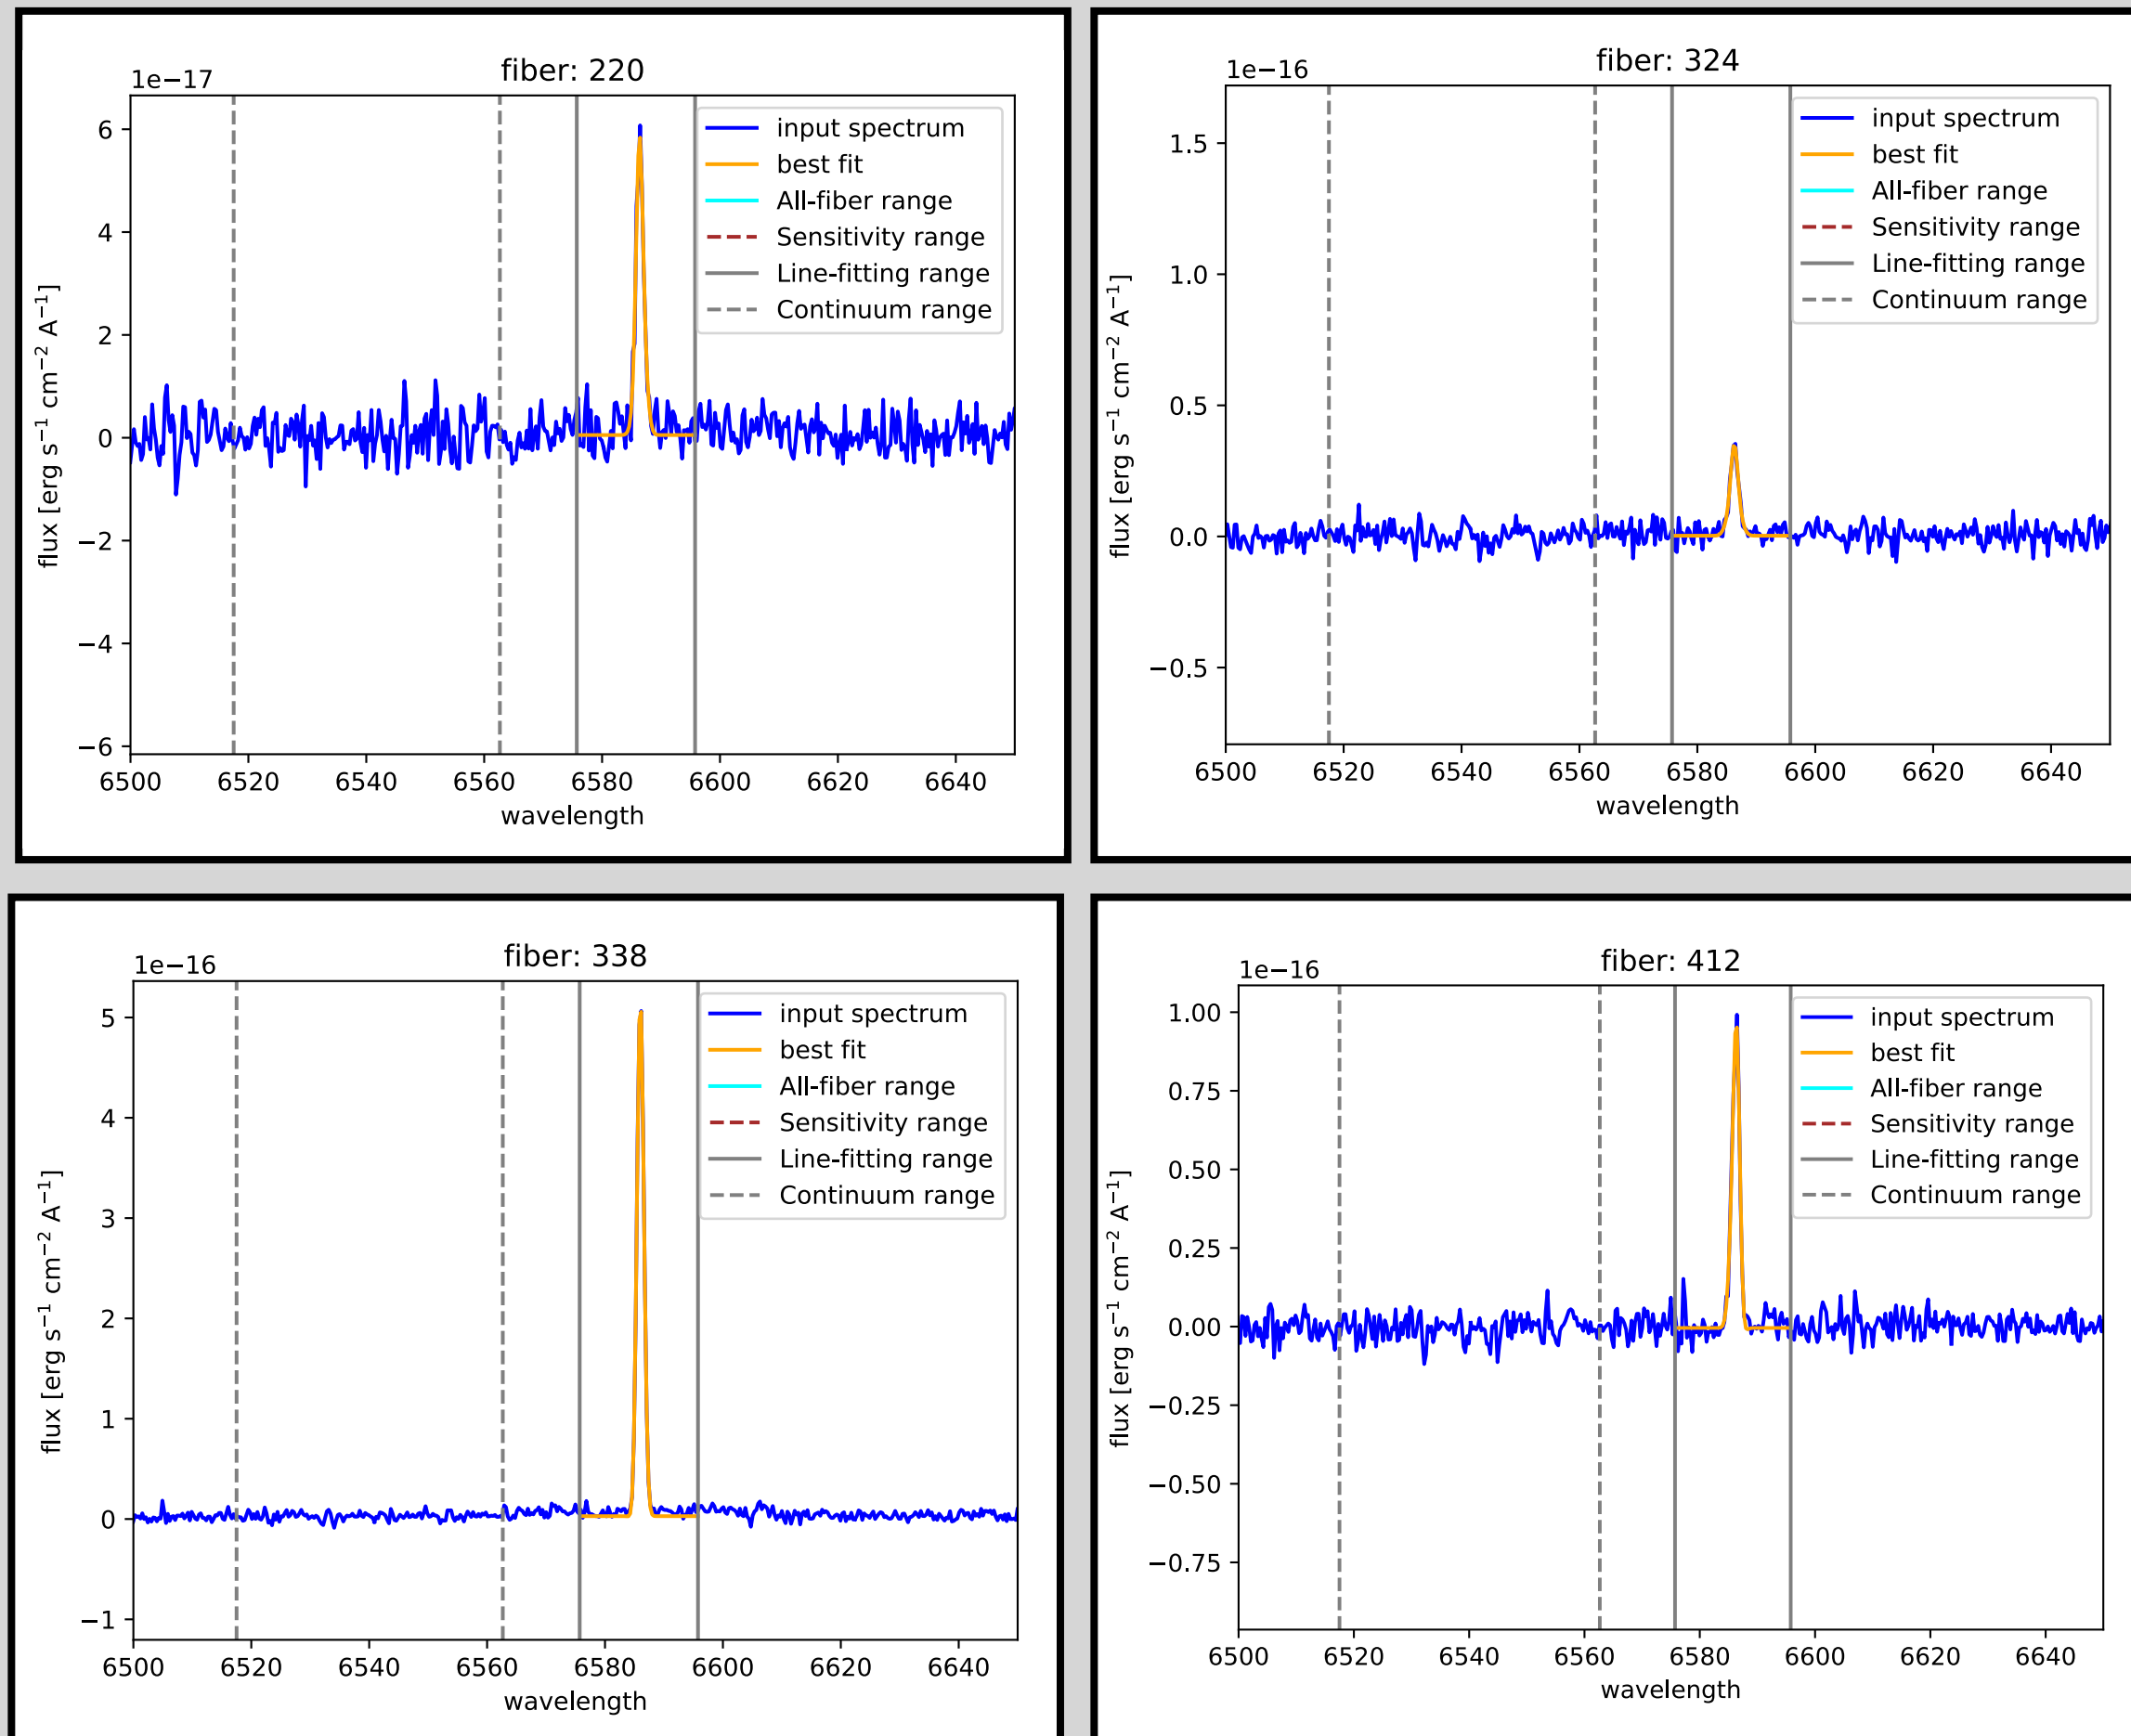 fiber: 220
1e−17
6
4
2
0
−2
−4
−6
flux [erg s⁻¹ cm⁻² A⁻¹]
input spectrum
best fit
All-fiber range
Sensitivity range
Line-fitting range
Continuum range
6500 6520 6540 6560 6580 6600 6620 6640
wavelength
fiber: 324
1e−16
1.5
1.0
0.5
0.0
−0.5
flux [erg s⁻¹ cm⁻² A⁻¹]
input spectrum
best fit
All-fiber range
Sensitivity range
Line-fitting range
Continuum range
6500 6520 6540 6560 6580 6600 6620 6640
wavelength
fiber: 338
1e−16
5
4
3
2
1
0
−1
flux [erg s⁻¹ cm⁻² A⁻¹]
input spectrum
best fit
All-fiber range
Sensitivity range
Line-fitting range
Continuum range
6500 6520 6540 6560 6580 6600 6620 6640
wavelength
fiber: 412
1e−16
1.00
0.75
0.50
0.25
0.00
−0.25
−0.50
−0.75
flux [erg s⁻¹ cm⁻² A⁻¹]
input spectrum
best fit
All-fiber range
Sensitivity range
Line-fitting range
Continuum range
6500 6520 6540 6560 6580 6600 6620 6640
wavelength